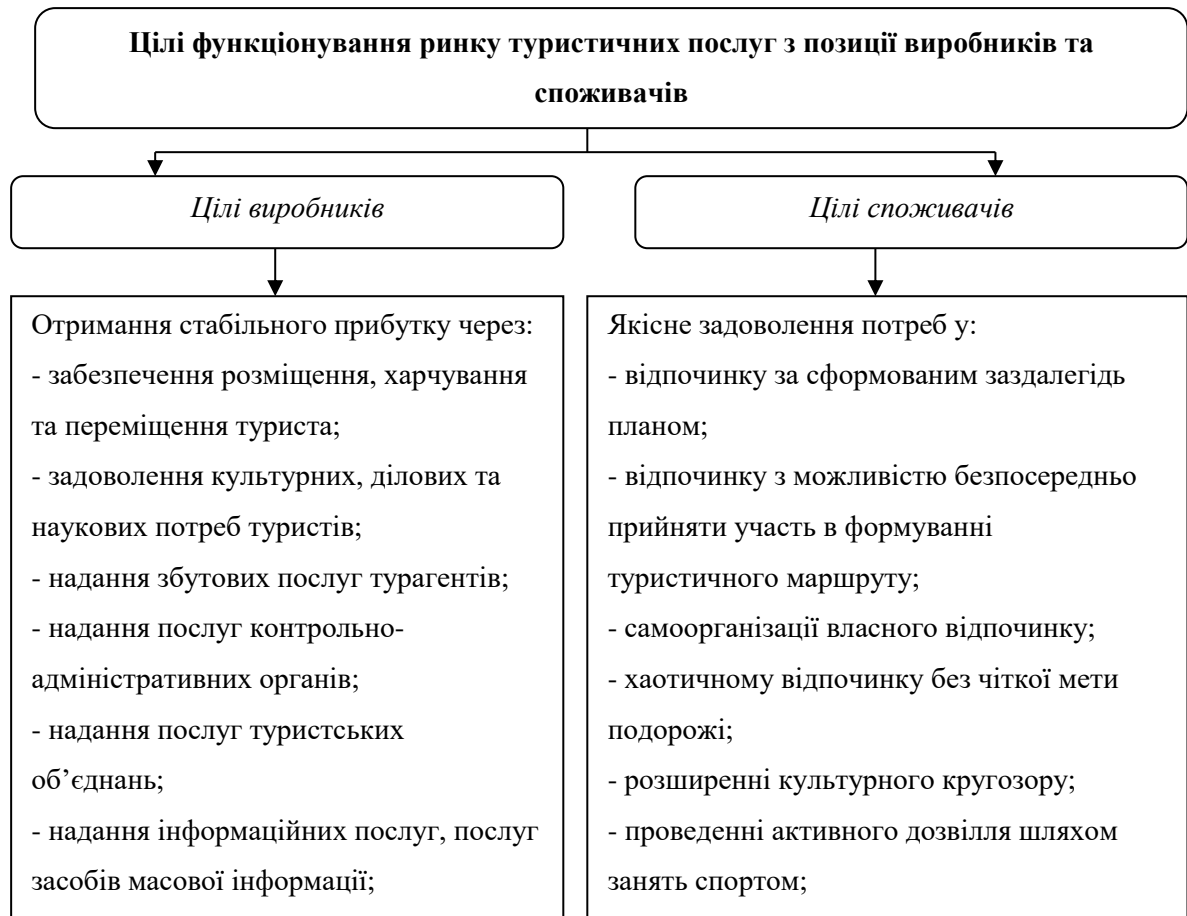 Цілі функціонування ринку туристичних послуг з позиції виробників та
споживачів
Цілі виробників
Цілі споживачів
Отримання стабільного прибутку через:
- забезпечення розміщення, харчування
та переміщення туриста;
- задоволення культурних, ділових та
наукових потреб туристів;
- надання збутових послуг турагентів;
- надання послуг контрольно-
адміністративних органів;
- надання послуг туристських
об’єднань;
- надання інформаційних послуг, послуг
засобів масової інформації;
Якісне задоволення потреб у:
- відпочинку за сформованим заздалегідь
планом;
- відпочинку з можливістю безпосередньо
прийняти участь в формуванні
туристичного маршруту;
- самоорганізації власного відпочинку;
- хаотичному відпочинку без чіткої мети
подорожі;
- розширенні культурного кругозору;
- проведенні активного дозвілля шляхом
занять спортом;